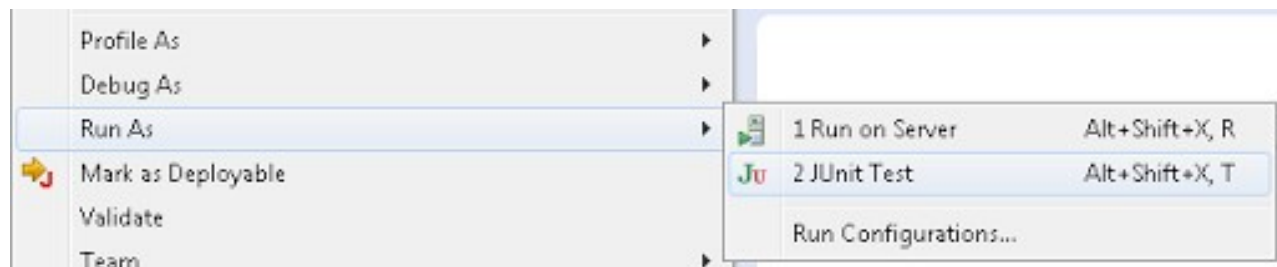 Profile As
Debug As
Run As
1 Run on Server Alt+Shift+X, R
Mark as Deployable
JU 2 JUnit Test Alt+Shift+X, T
Validate
Run Configurations...
Team